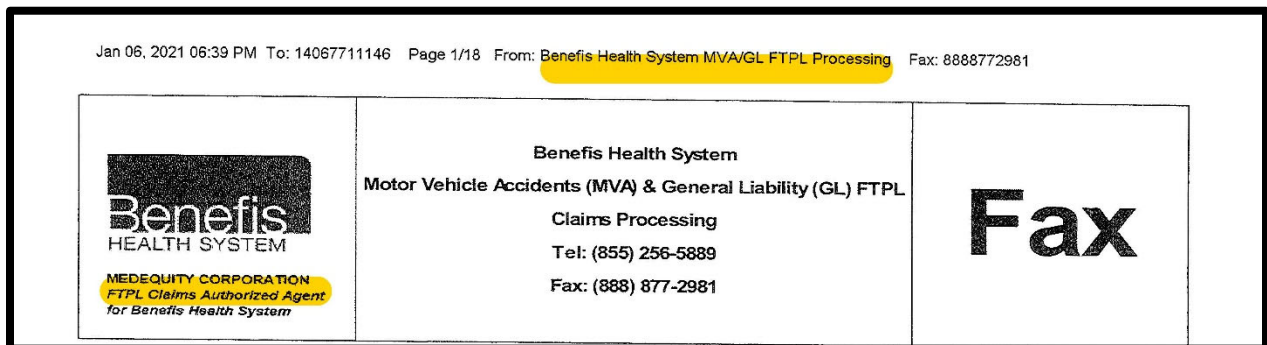 Jan 06, 2021 06:39 PM To: 14067711146 Page 1/18 From: Benefis Health System MVA/GL FTPL Processing Fax: 8888772981
Benefis
HEALTH SYSTEM
MEDEQUITY CORPORATION
FTPL Claims Authorized Agent
for Benefis Health System
Benefis Health System
Motor Vehicle Accidents (MVA) & General Liability (GL) FTPL
Claims Processing
Tel: (855) 256-5889
Fax: (888) 877-2981
Fax